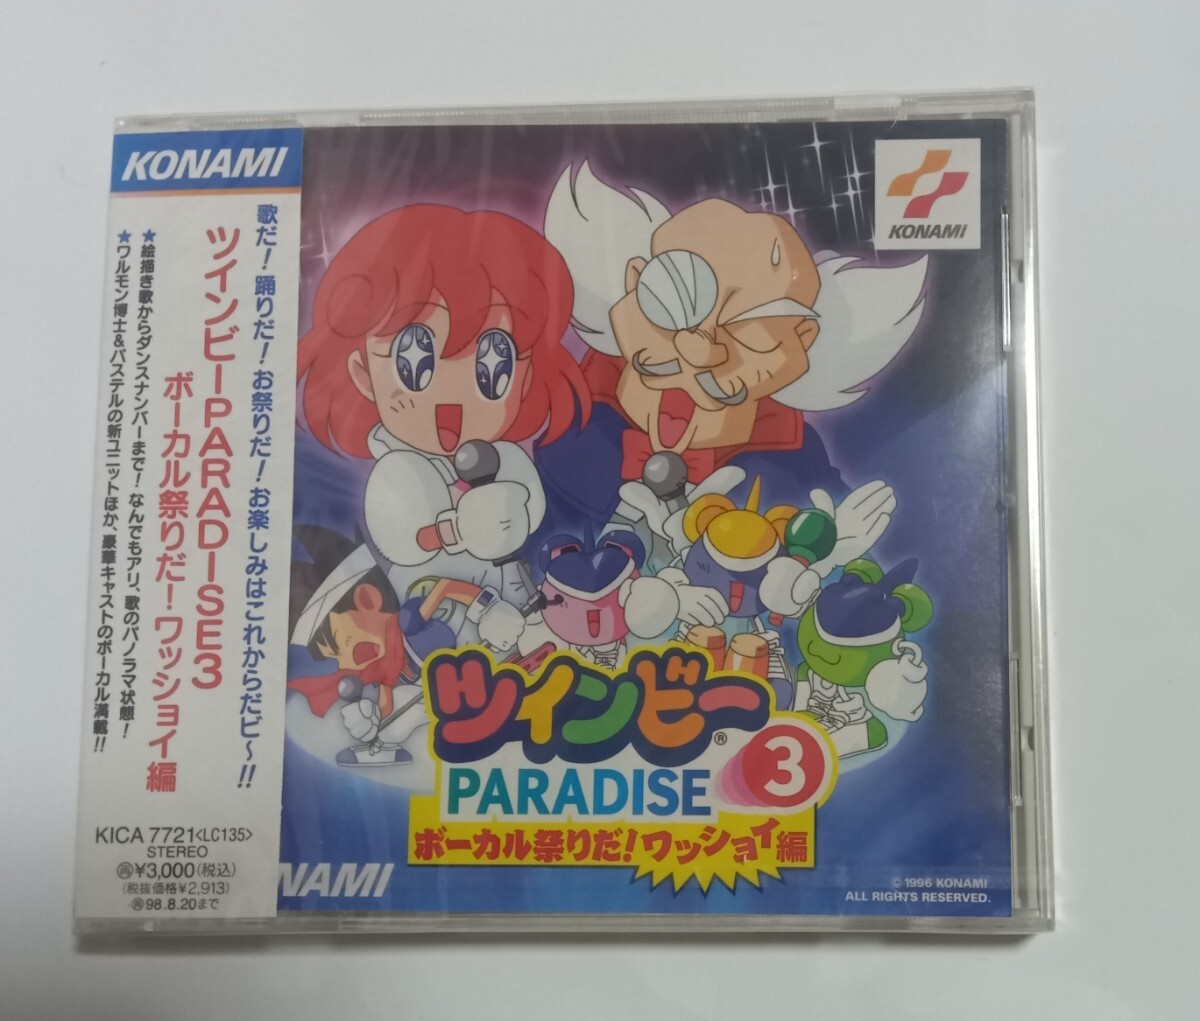 KONAMI
歌だ!踊りだ!お祭りだ!お楽しみはこれからだビ〜!!
ツインビーPARADISE3
ボーカル祭りだ!ワッショイ編
★絵描き歌からダンスナンバーまで!なんでもアリ、歌のパノラマ状態!
★ワルモン博士&パステルの新ユニットほか、豪華キャストのボーカル満載!!
KICA 7721<LC135>
STEREO
再¥3,000(税込)
(税抜価格¥2,913)
再98.8.20まで
KONAMI
ツインビー®
PARADISE 3
ボーカル祭りだ!ワッショイ編
NAMI
© 1996 KONAMI
ALL RIGHTS RESERVED.